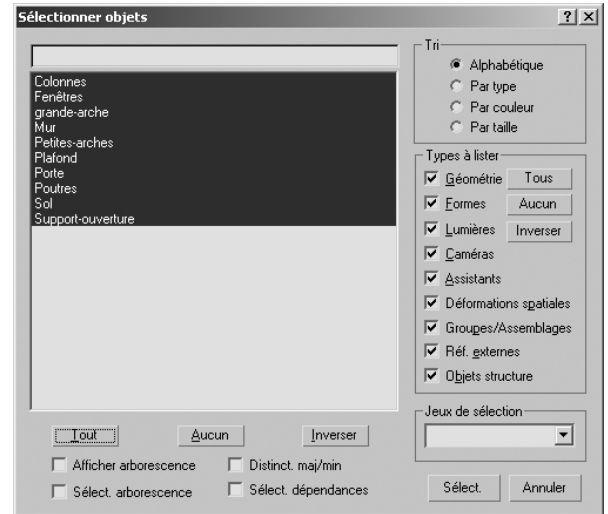 Sélectionner objets
Colonnes
Fenêtres
grande-arche
Mur
Petites-arches
Plafond
Porte
Poutres
Sol
Support-ouverture
Tout
Aucun
Inverser
Afficher arborescence
Distinct. maj/min
Sélect. arborescence
Sélect. dépendances
Tri
Alphabétique
Par type
Par couleur
Par taille
Types à lister
Géométrie
Tous
Formes
Aucun
Lumières
Inverser
Caméras
Assistants
Déformations spatiales
Groupes/Assemblages
Réf. externes
Objets structure
Jeux de sélection
Sélect.
Annuler